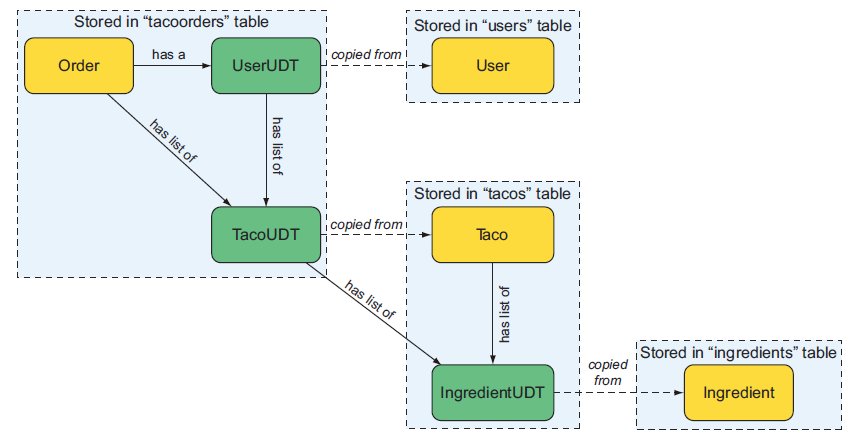 Stored in “tacoorders” table
Stored in “users” table
Order
has a
UserUDT
copied from
User
has list of
has list of
Stored in “tacos” table
TacoUDT
copied from
Taco
has list of
has list of
Stored in “ingredients” table
copied
from
IngredientUDT
Ingredient